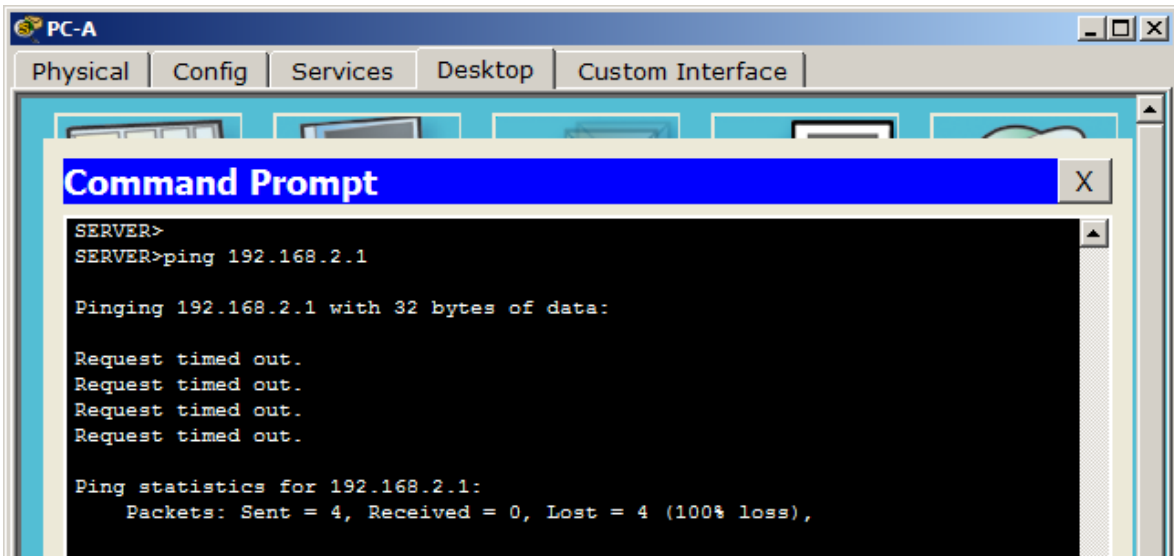 PC-A
Physical Config Services Desktop Custom Interface
Command Prompt X
SERVER>
SERVER>ping 192.168.2.1
Pinging 192.168.2.1 with 32 bytes of data:
Request timed out.
Request timed out.
Request timed out.
Request timed out.
Ping statistics for 192.168.2.1:
Packets: Sent = 4, Received = 0, Lost = 4 (100% loss),